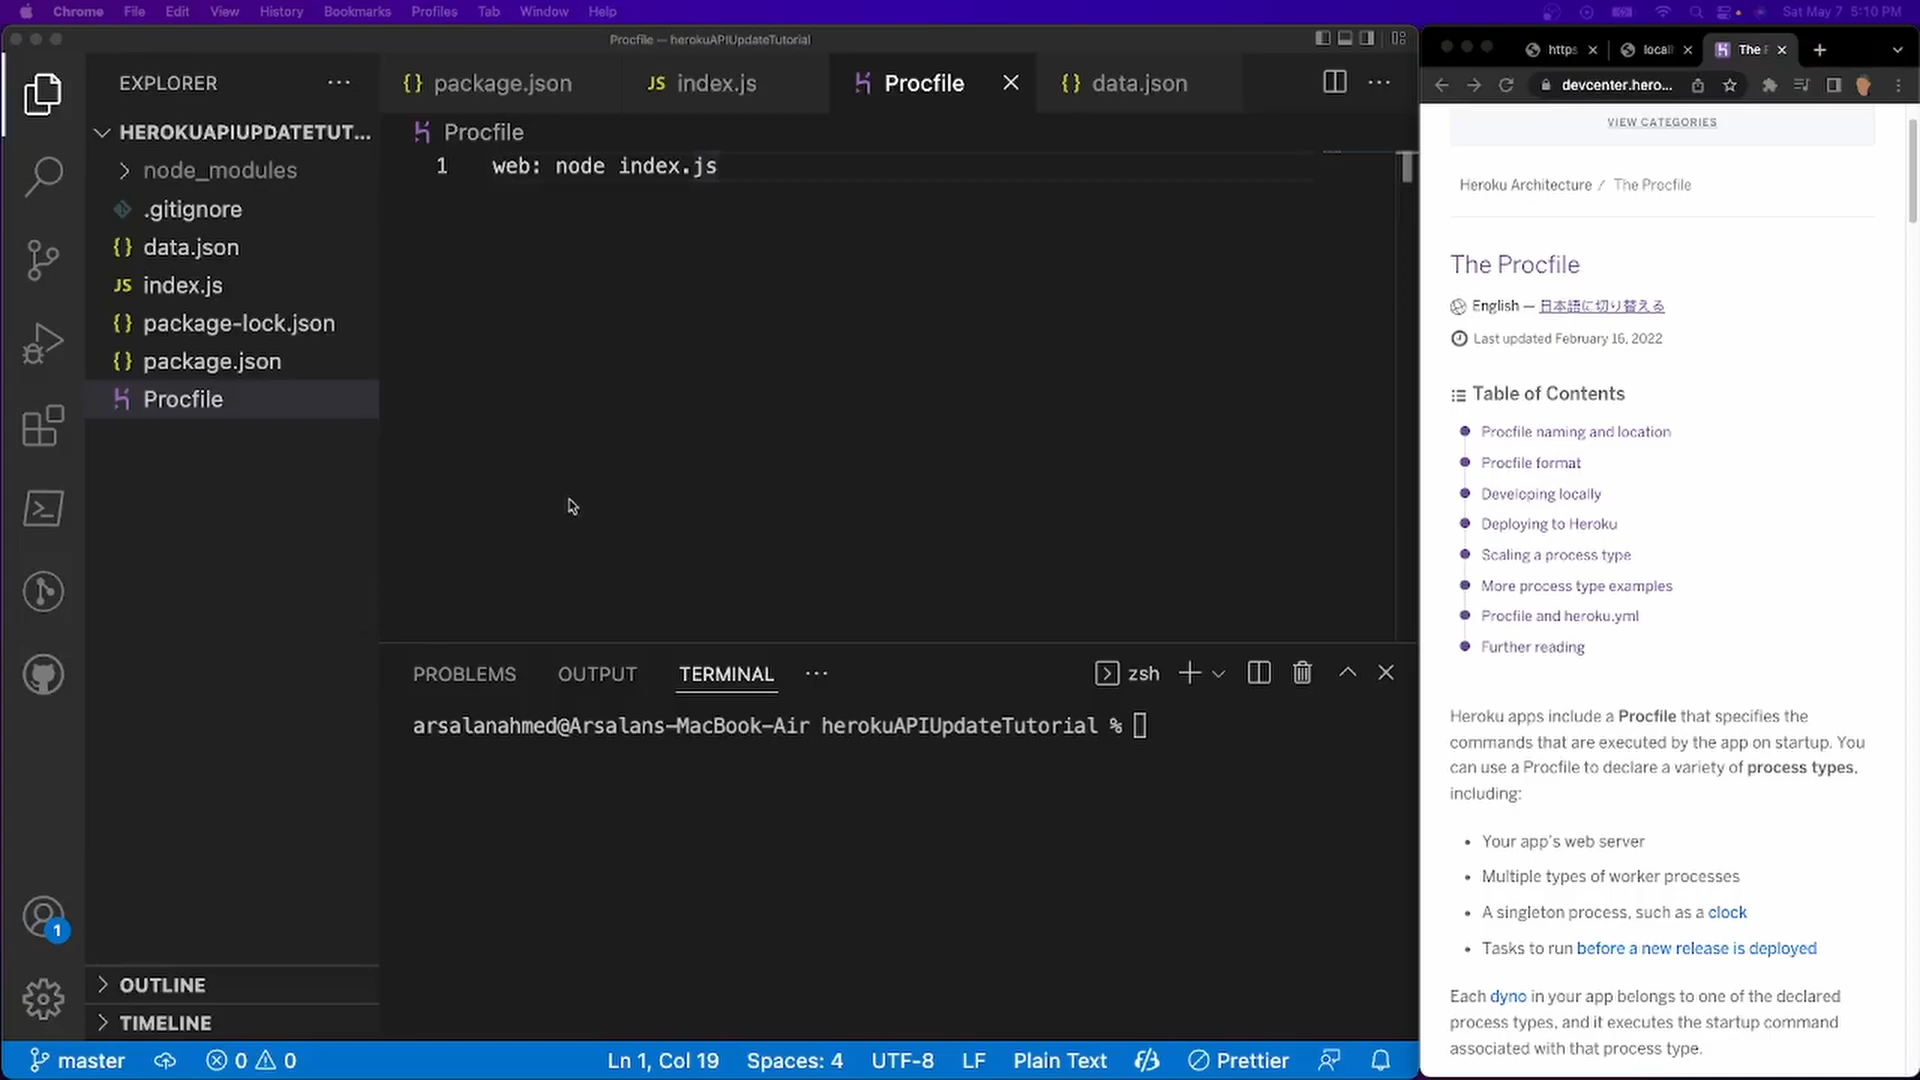 Chrome File Edit View History Bookmarks Profiles Tab Window Help
Sat May 7 5:10 PM
Procfile — herokuAPIUpdateTutorial
EXPLORER
HEROKUAPIUPDATETUT...
node_modules
.gitignore
{} data.json
JS index.js
{} package-lock.json
{} package.json
Procfile
OUTLINE
TIMELINE
1
{} package.json
JS index.js
Procfile
{} data.json
Procfile
1 web: node index.js
PROBLEMS OUTPUT TERMINAL
zsh
arsalanahmed@Arsalans-MacBook-Air herokuAPIUpdateTutorial %
master
0 0
Ln 1, Col 19 Spaces: 4 UTF-8 LF Plain Text Prettier
https
locall
The P
devcenter.hero...
VIEW CATEGORIES
Heroku Architecture / The Procfile
The Procfile
English — 日本語に切り替える
Last updated February 16, 2022
Table of Contents
Procfile naming and location
Procfile format
Developing locally
Deploying to Heroku
Scaling a process type
More process type examples
Procfile and heroku.yml
Further reading
Heroku apps include a Procfile that specifies the
commands that are executed by the app on startup. You
can use a Procfile to declare a variety of process types,
including:
• Your app's web server
• Multiple types of worker processes
• A singleton process, such as a clock
• Tasks to run before a new release is deployed
Each dyno in your app belongs to one of the declared
process types, and it executes the startup command
associated with that process type.